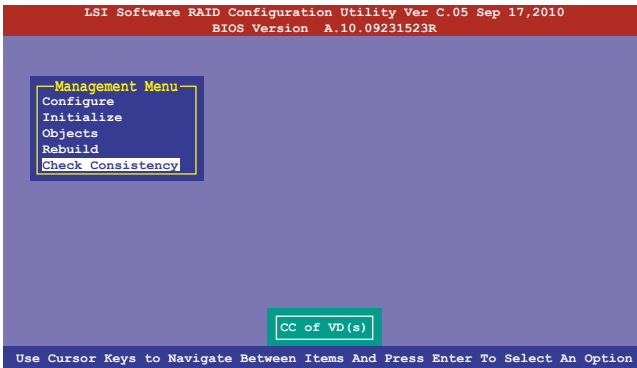 LSI Software RAID Configuration Utility Ver C.05 Sep 17,2010
BIOS Version A.10.09231523R
Management Menu
Configure
Initialize
Objects
Rebuild
Check Consistency
CC of VD(s)
Use Cursor Keys to Navigate Between Items And Press Enter To Select An Option